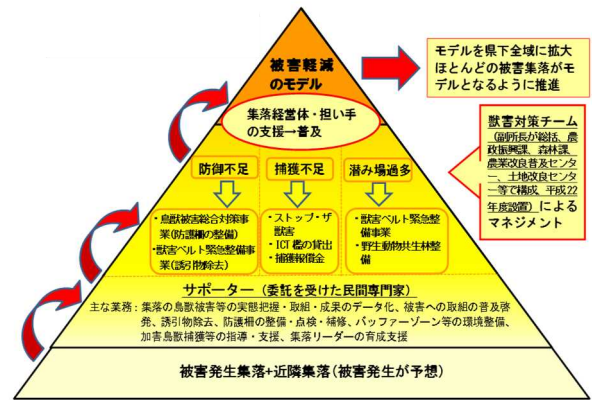 被害軽減
のモデル
モデルを県下全域に拡大
ほとんどの被害集落がモ
デルとなるように推進
集落経営体・担い手
の支援→普及
獣害対策チーム
（副所長が総括、農
政振興課、森林課、
農業改良普及センタ
ー、土地改良センタ
ー等で構成、平成22
年度設置）による
マネジメント
防御不足
捕獲不足
潜み場過多
・鳥獣被害総合対策事
業(防護柵の整備)
・獣害ベルト緊急整備事
業(誘引物除去)
・ストップ・ザ
獣害
・ICT檻の貸出
・捕獲報償金
・獣害ベルト緊急整
備事業
・野生動物共生林整
備
サポーター（委託を受けた民間専門家）
主な業務：集落の鳥獣被害等の実態把握・取組・成果のデータ化、被害への取組の普及啓
発、誘引物除去、防護柵の整備・点検・補修、バッファーゾーン等の環境整備、
加害鳥獣捕獲等の指導・支援、集落リーダーの育成支援
被害発生集落+近隣集落(被害発生が予想)